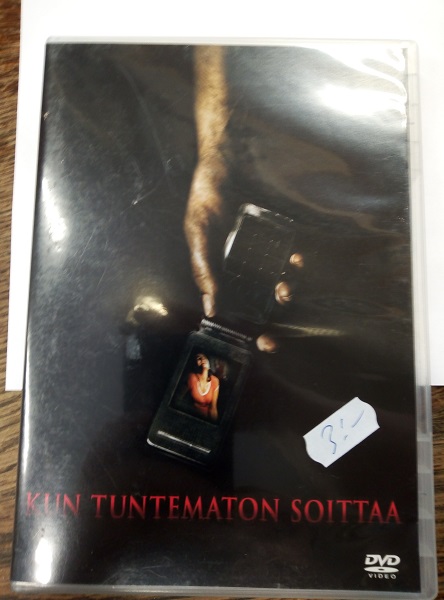 3:-
KUN TUNTEMATON SOITTAA
DVD
VIDEO